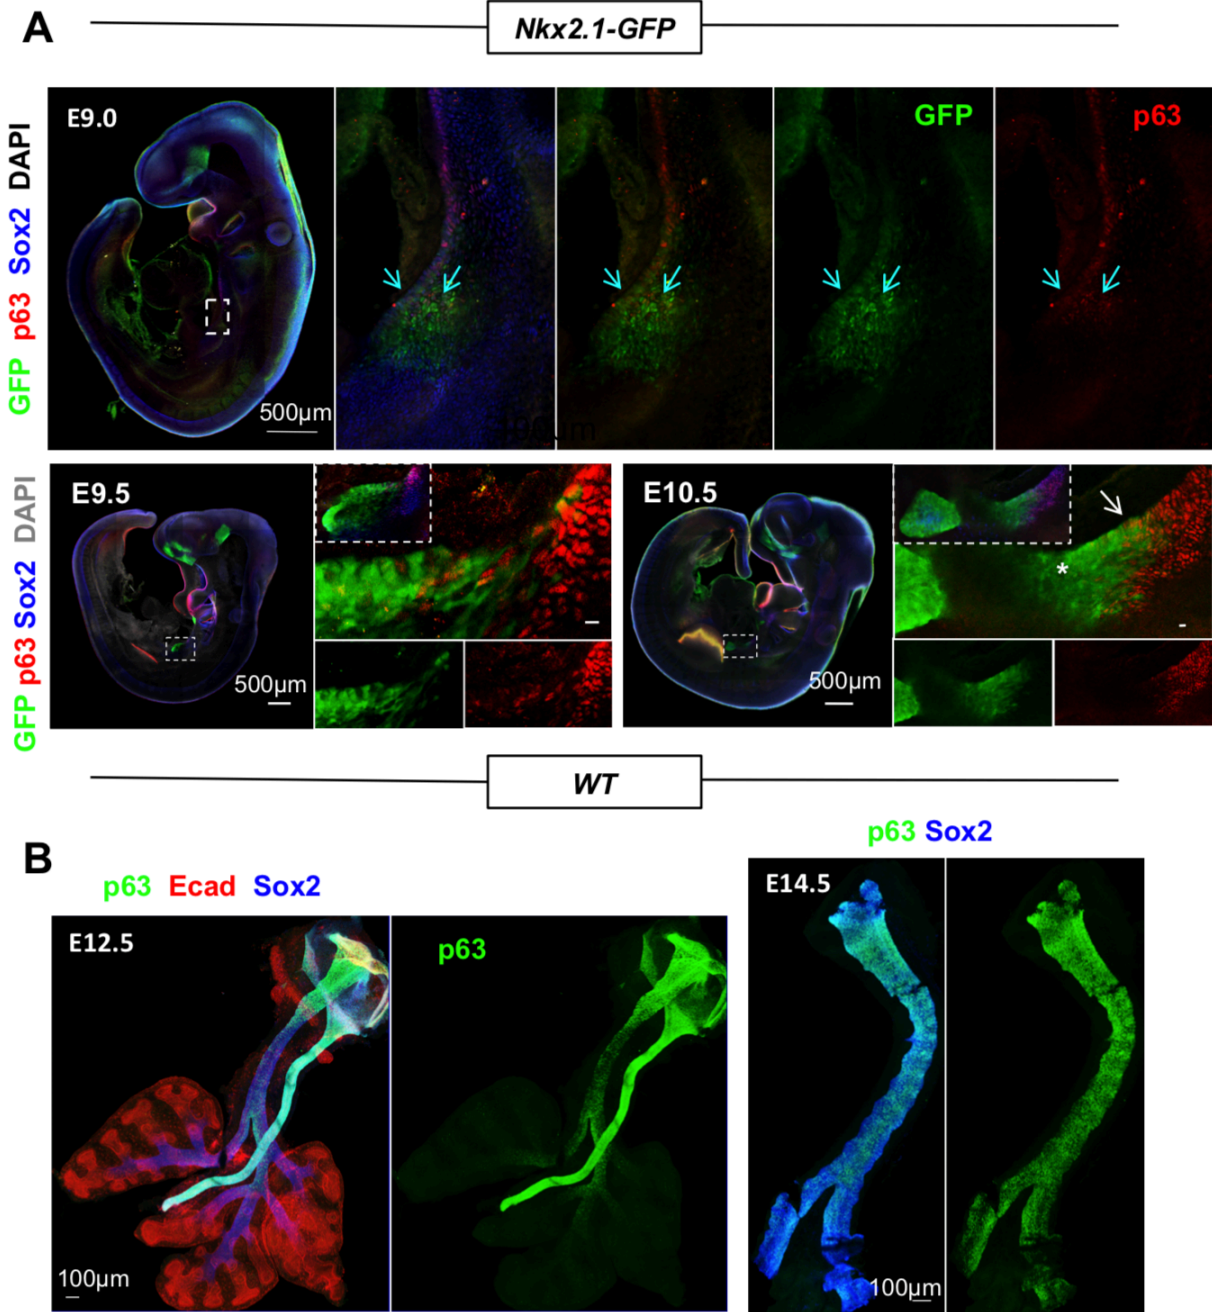 A
Nkx2.1-GFP
GFP p63 Sox2 DAPI
E9.0
500µm
GFP
p63
GFP p63 Sox2 DAPI
E9.5
500µm
E10.5
*
500µm
WT
B
p63 Ecad Sox2
E12.5
100µm
p63
p63 Sox2
E14.5
100µm